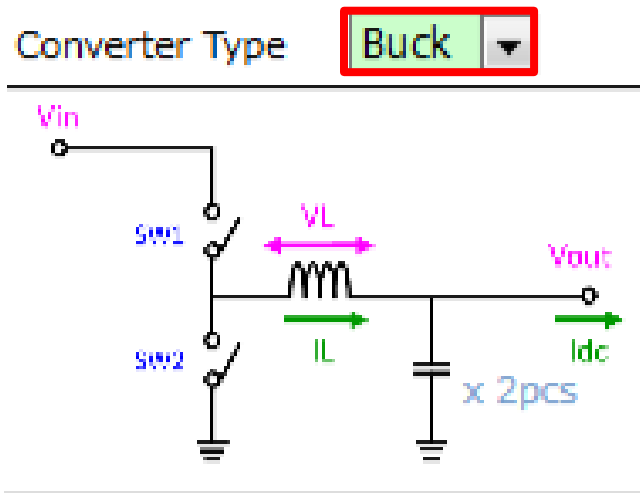 Converter Type Buck
Vin
SW1
VL
Vout
SW2
IL
Idc
x 2pcs